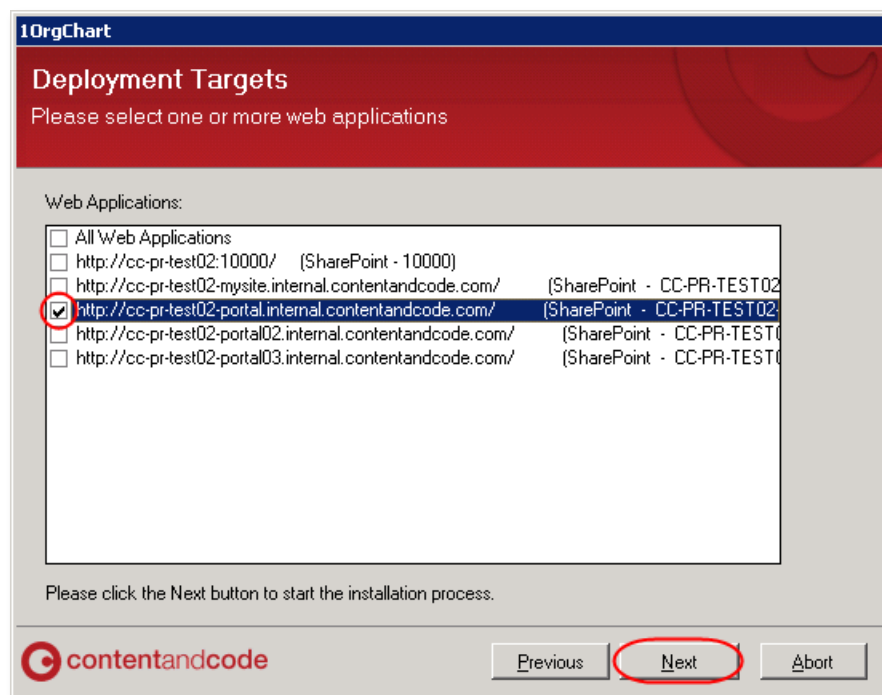 1OrgChart
Deployment Targets
Please select one or more web applications
Web Applications:
All Web Applications
http://cc-pr-test02:10000/ (SharePoint - 10000)
http://cc-pr-test02-mysite.internal.contentandcode.com/ (SharePoint - CC-PR-TEST02
http://cc-pr-test02-portal.internal.contentandcode.com/ (SharePoint - CC-PR-TEST02-
http://cc-pr-test02-portal02.internal.contentandcode.com/ (SharePoint - CC-PR-TEST0
http://cc-pr-test02-portal03.internal.contentandcode.com/ (SharePoint - CC-PR-TEST0
Please click the Next button to start the installation process.
contentandcode
Previous Next Abort